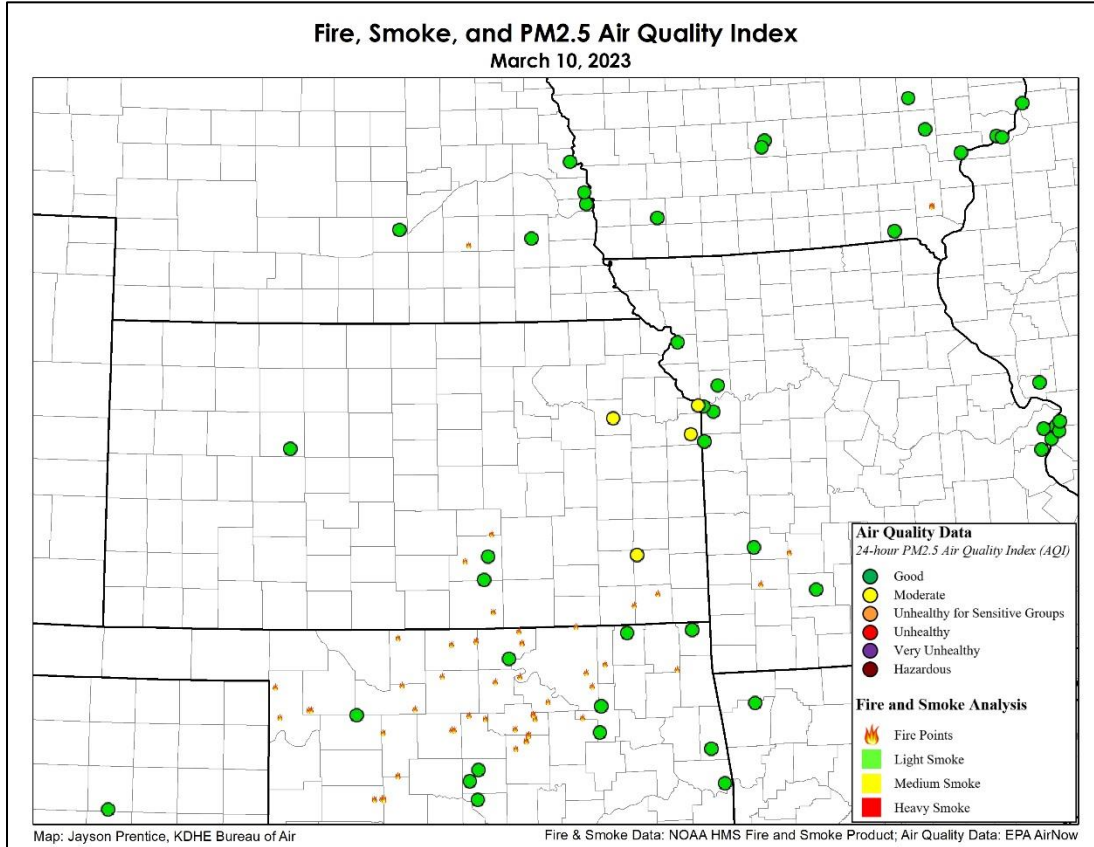 Fire, Smoke, and PM2.5 Air Quality Index
March 10, 2023
Air Quality Data
24-hour PM2.5 Air Quality Index (AQI)
Good
Moderate
Unhealthy for Sensitive Groups
Unhealthy
Very Unhealthy
Hazardous
Fire and Smoke Analysis
Fire Points
Light Smoke
Medium Smoke
Heavy Smoke
Map: Jayson Prentice, KDHE Bureau of Air
Fire & Smoke Data: NOAA HMS Fire and Smoke Product; Air Quality Data: EPA AirNow